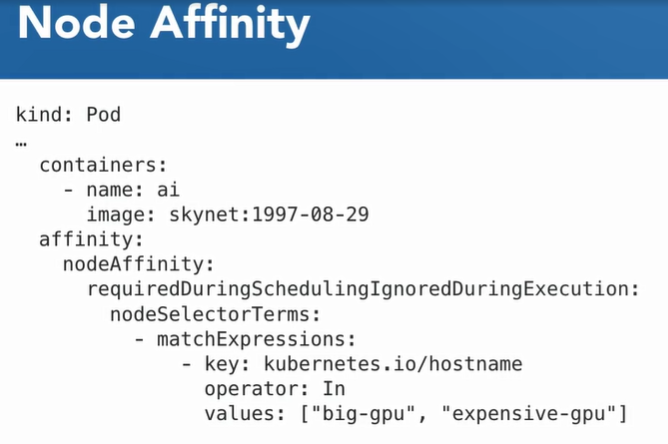 Node Affinity
kind: Pod
…
  containers:
    - name: ai
      image: skynet:1997-08-29
  affinity:
    nodeAffinity:
      requiredDuringSchedulingIgnoredDuringExecution:
        nodeSelectorTerms:
          - matchExpressions:
              - key: kubernetes.io/hostname
                operator: In
                values: ["big-gpu", "expensive-gpu"]